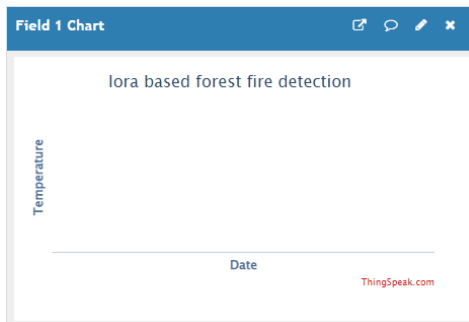 Field 1 Chart
lora based forest fire detection
Temperature
Date
ThingSpeak.com